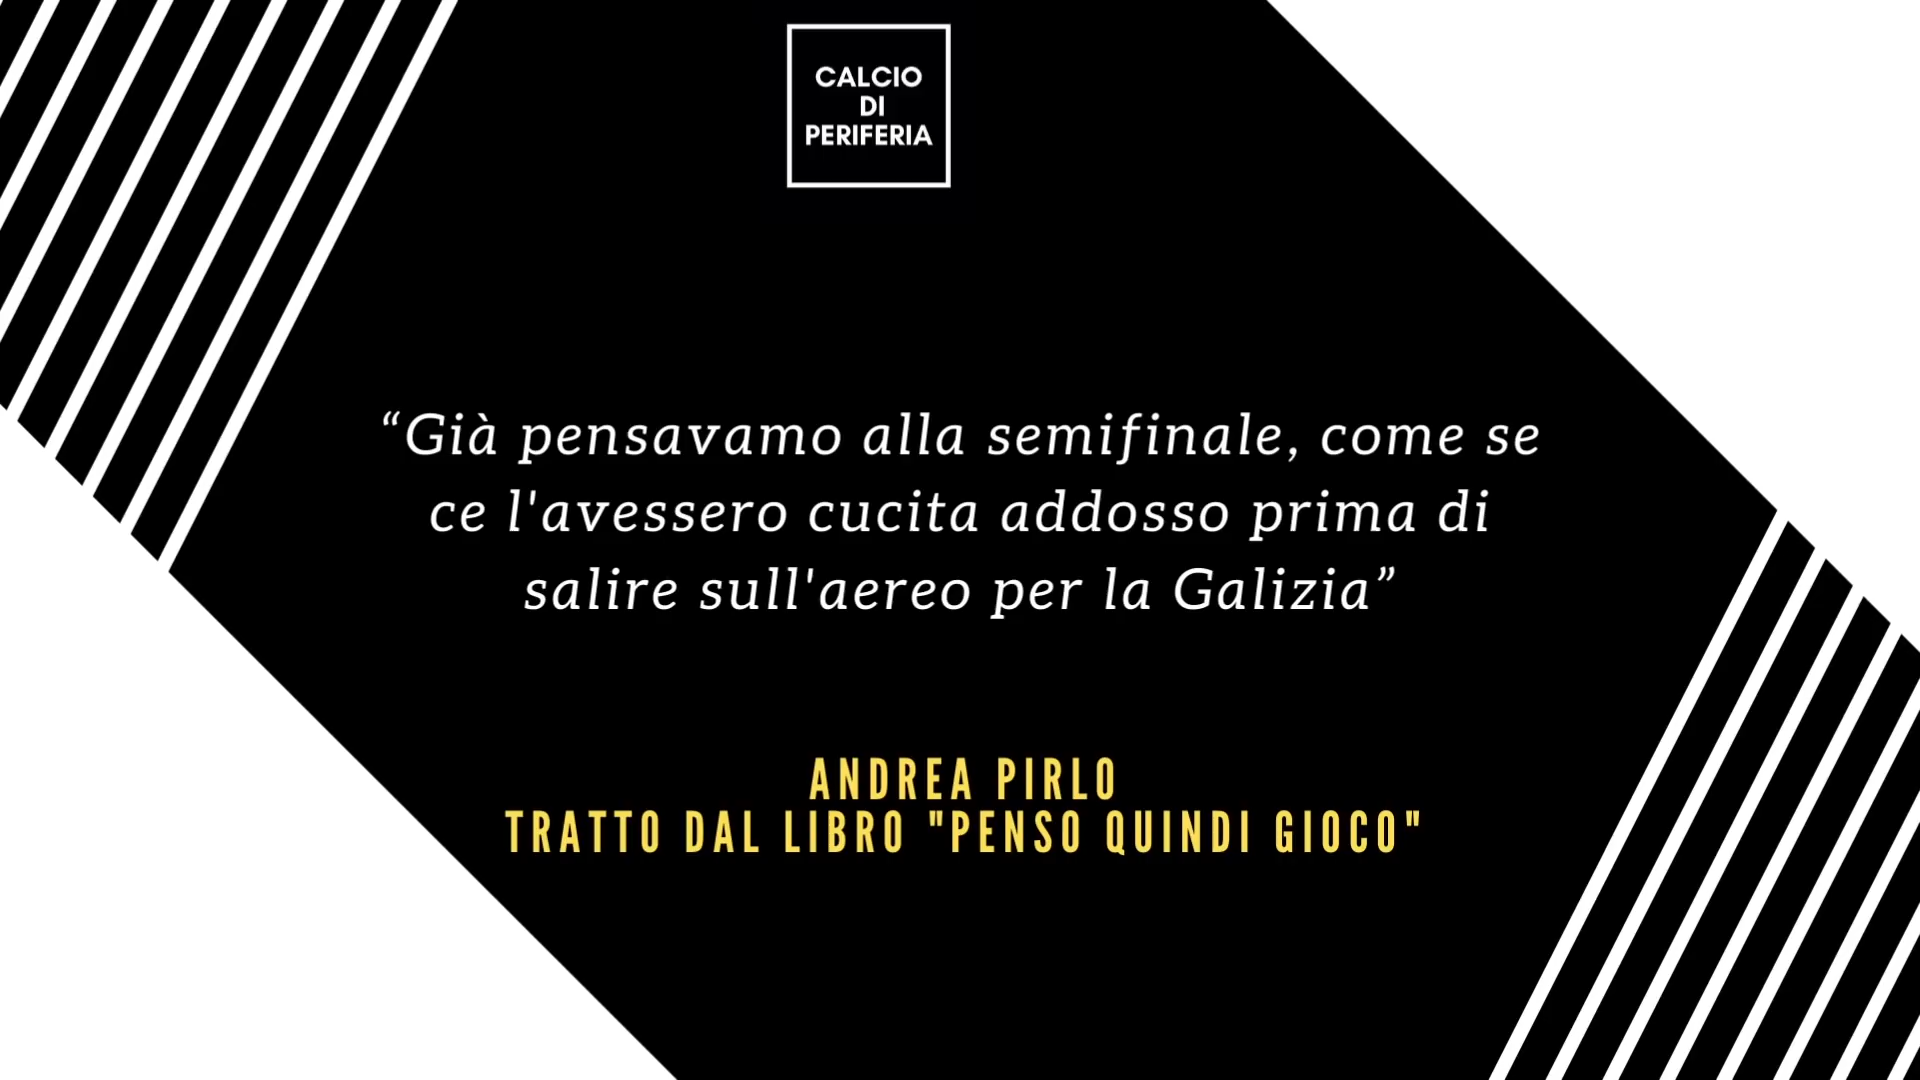 CALCIO
DI
PERIFERIA
“Già pensavamo alla semifinale, come se
ce l'avessero cucita addosso prima di
salire sull'aereo per la Galizia”
ANDREA PIRLO
TRATTO DAL LIBRO "PENSO QUINDI GIOCO"